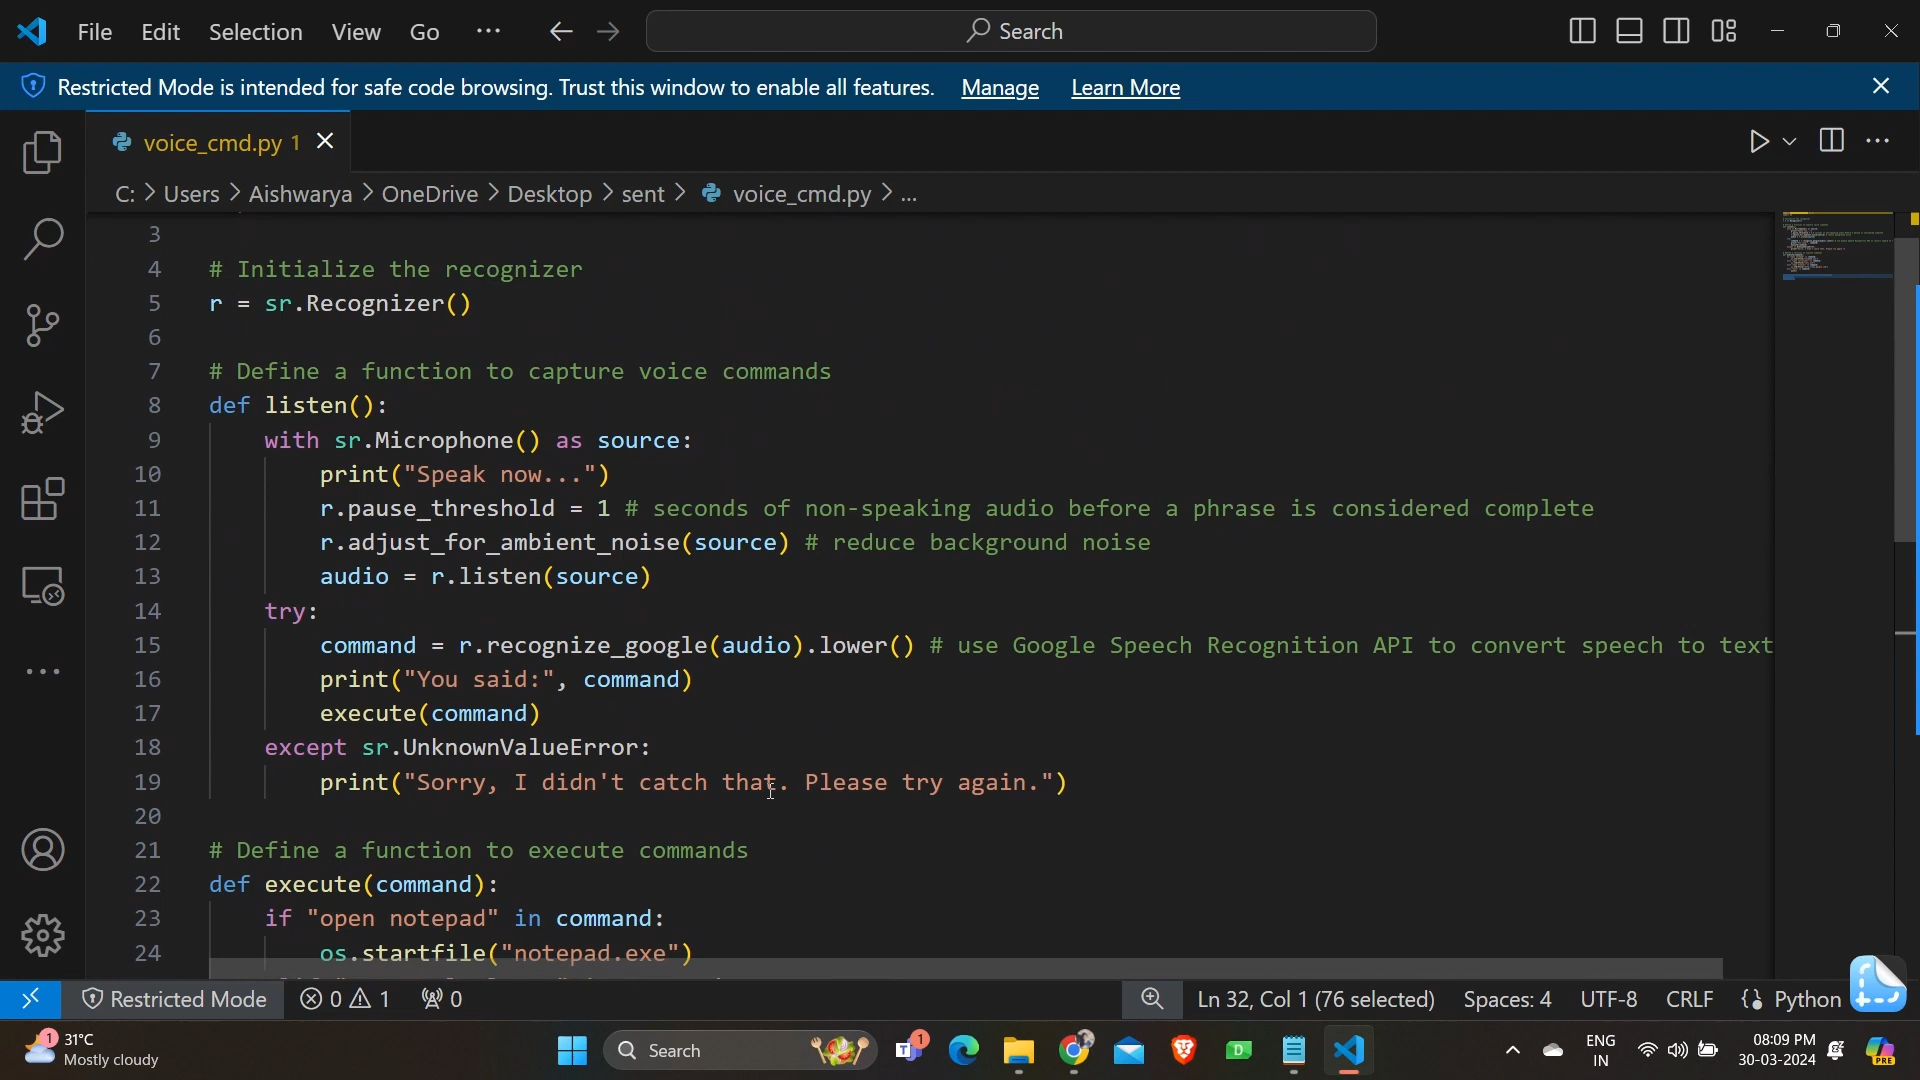 File Edit Selection View Go ··· Search
Restricted Mode is intended for safe code browsing. Trust this window to enable all features. Manage Learn More
voice_cmd.py 1
C: > Users > Aishwarya > OneDrive > Desktop > sent > voice_cmd.py > ...
3
4 # Initialize the recognizer
5 r = sr.Recognizer()
6
7 # Define a function to capture voice commands
8 def listen():
9 with sr.Microphone() as source:
10 print("Speak now...")
11 r.pause_threshold = 1 # seconds of non-speaking audio before a phrase is considered complete
12 r.adjust_for_ambient_noise(source) # reduce background noise
13 audio = r.listen(source)
14 try:
15 command = r.recognize_google(audio).lower() # use Google Speech Recognition API to convert speech to text
16 print("You said:", command)
17 execute(command)
18 except sr.UnknownValueError:
19 print("Sorry, I didn't catch that. Please try again.")
20
21 # Define a function to execute commands
22 def execute(command):
23 if "open notepad" in command:
24 os.startfile("notepad.exe")
Restricted Mode 0 1 0 Ln 32, Col 1 (76 selected) Spaces: 4 UTF-8 CRLF {} Python
1 31°C Search 1 D ENG 08:09 PM
Mostly cloudy IN 30-03-2024 PRE